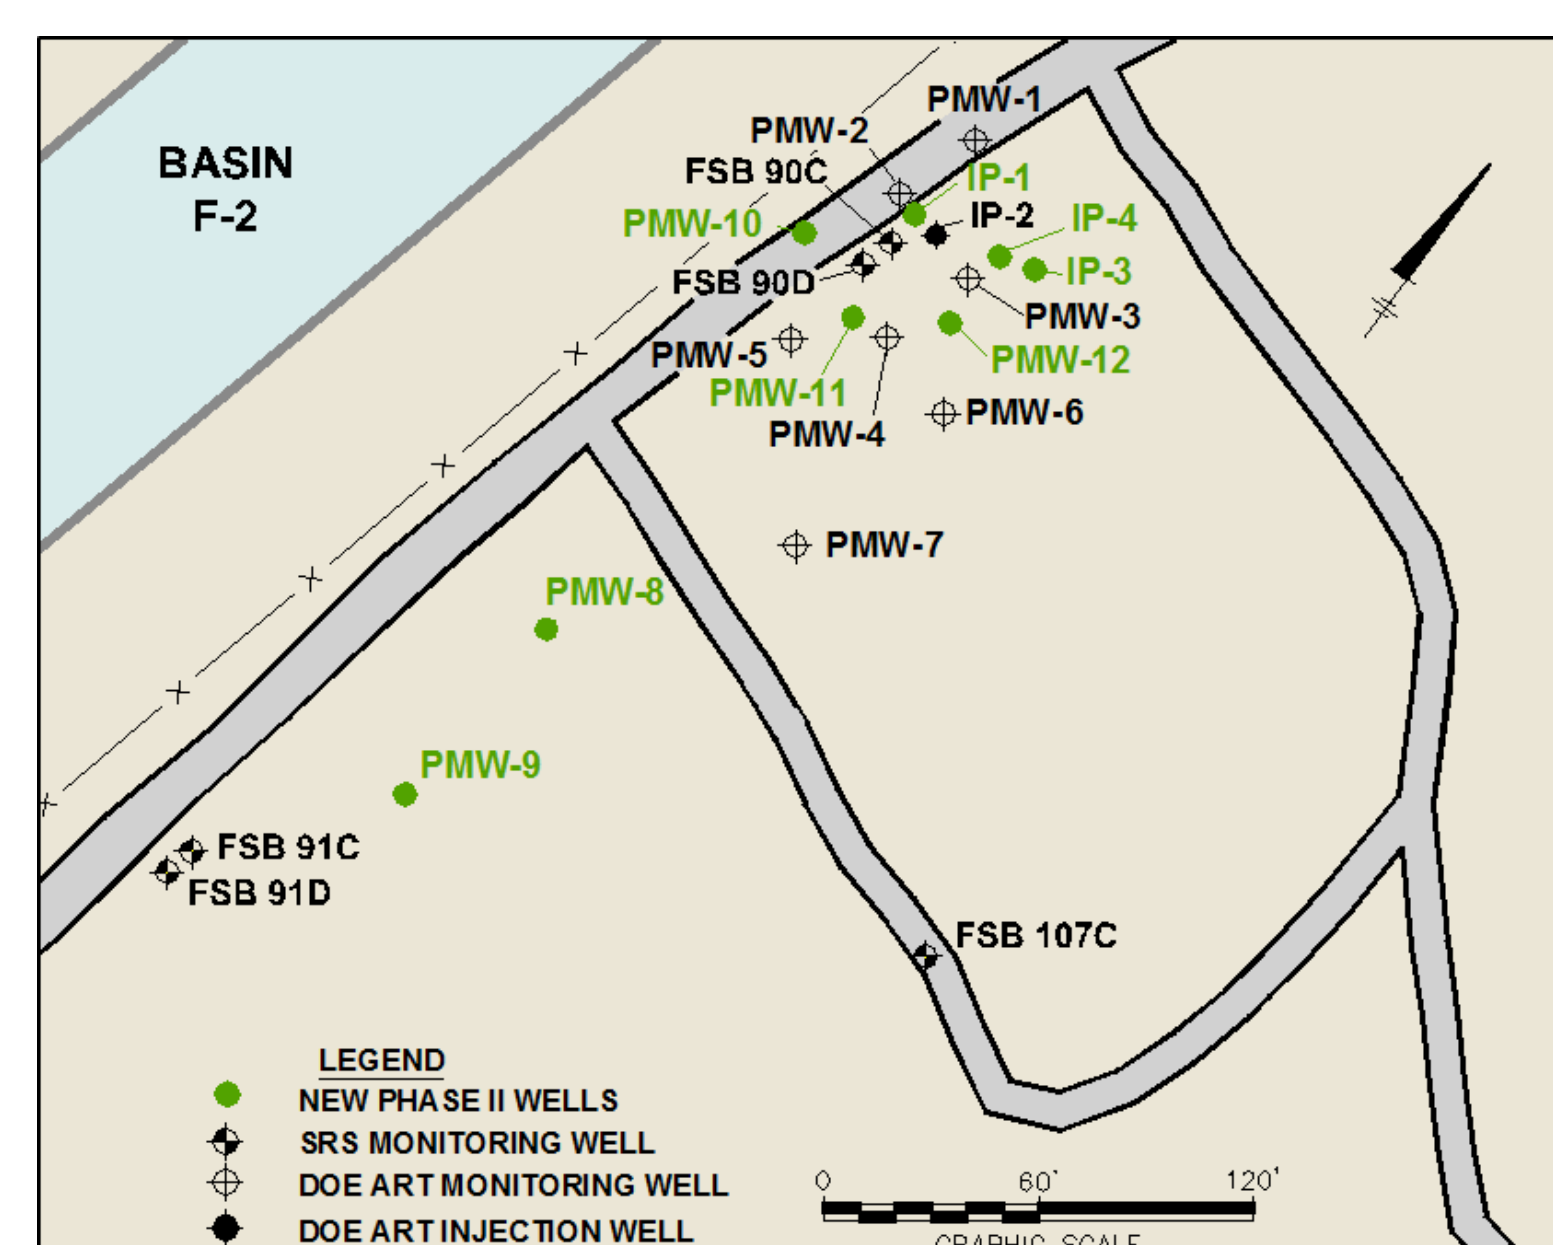 PMW-1
BASIN
F-2
PMW-2
FSB 90C
IP-1
PMW-10
IP-2
IP-4
FSB 90D
IP-3
PMW-3
PMW-5
PMW-12
PMW-11
PMW-4
PMW-6
PMW-7
PMW-8
PMW-9
FSB 91C
FSB 91D
FSB 107C
LEGEND
NEW PHASE II WELLS
SRS MONITORING WELL
DOE ART MONITORING WELL
DOE ART INJECTION WELL
0 60' 120'
GRAPHIC SCALE